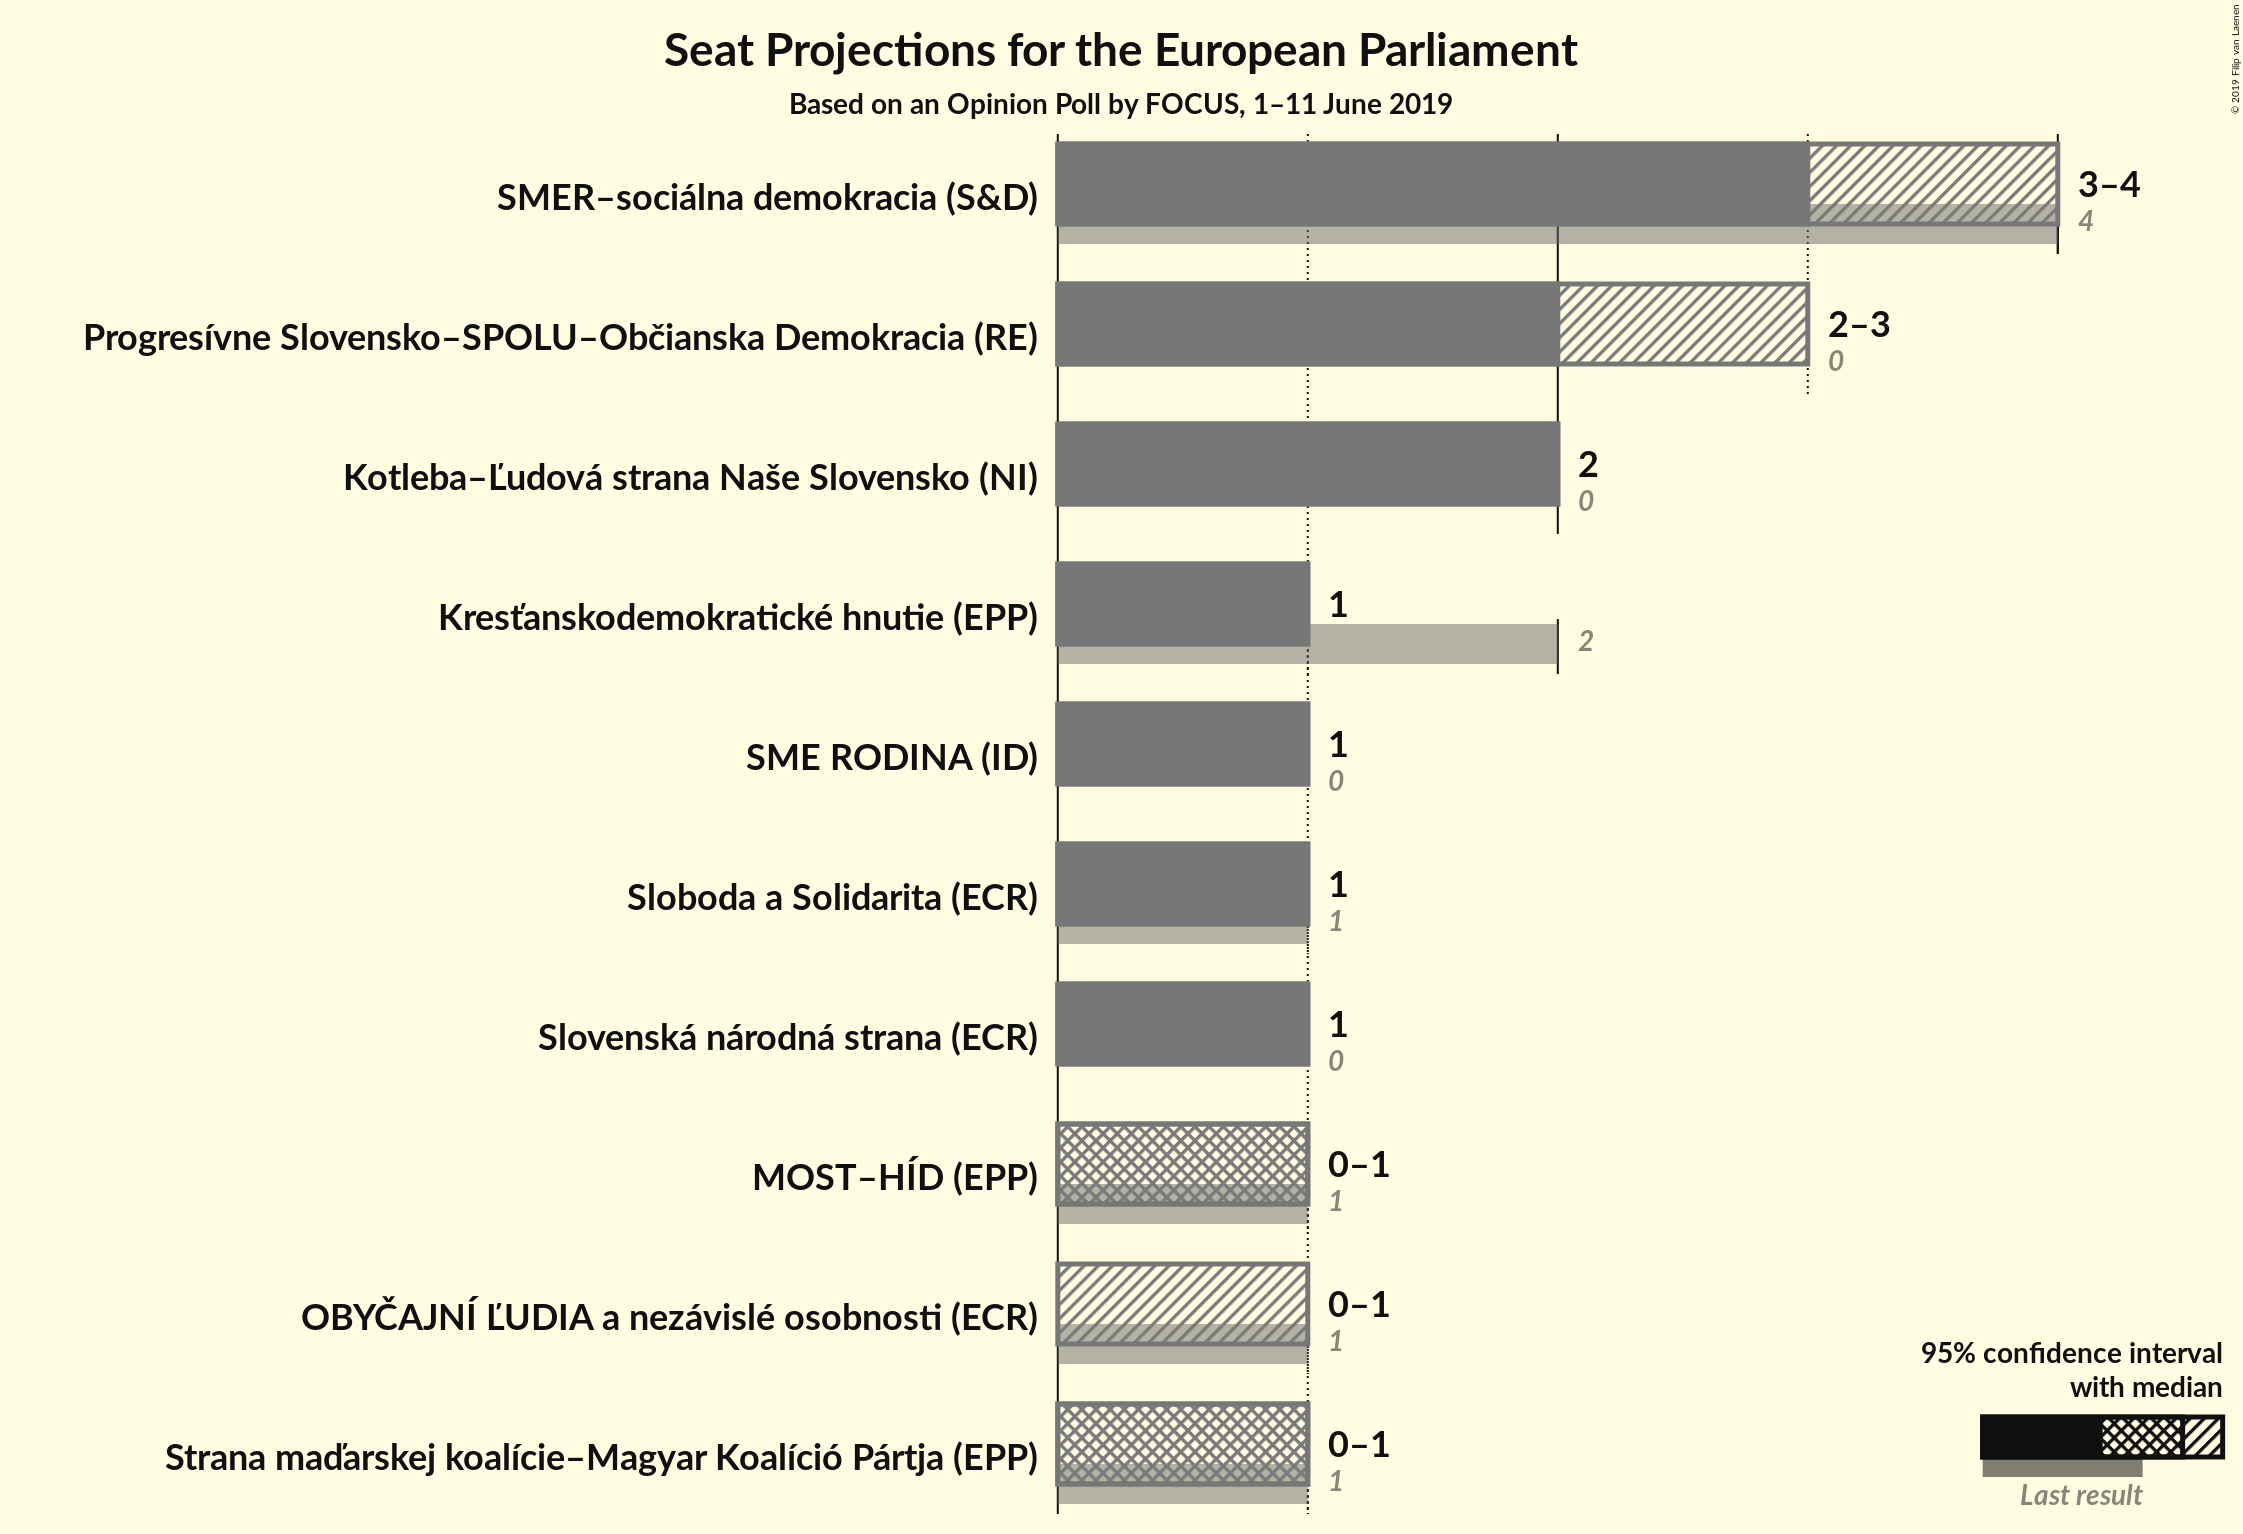 Seat Projections for the European Parliament
Based on an Opinion Poll by FOCUS, 1–11 June 2019
© 2019 Filip van Laenen
SMER–sociálna demokracia (S&D)
3–4
4
Progresívne Slovensko–SPOLU–Občianska Demokracia (RE)
2–3
0
Kotleba–Ľudová strana Naše Slovensko (NI)
2
0
Kresťanskodemokratické hnutie (EPP)
1
2
SME RODINA (ID)
1
0
Sloboda a Solidarita (ECR)
1
1
Slovenská národná strana (ECR)
1
0
MOST–HÍD (EPP)
0–1
1
OBYČAJNÍ ĽUDIA a nezávislé osobnosti (ECR)
0–1
1
Strana maďarskej koalície–Magyar Koalíció Pártja (EPP)
0–1
1
95% confidence interval
with median
Last result